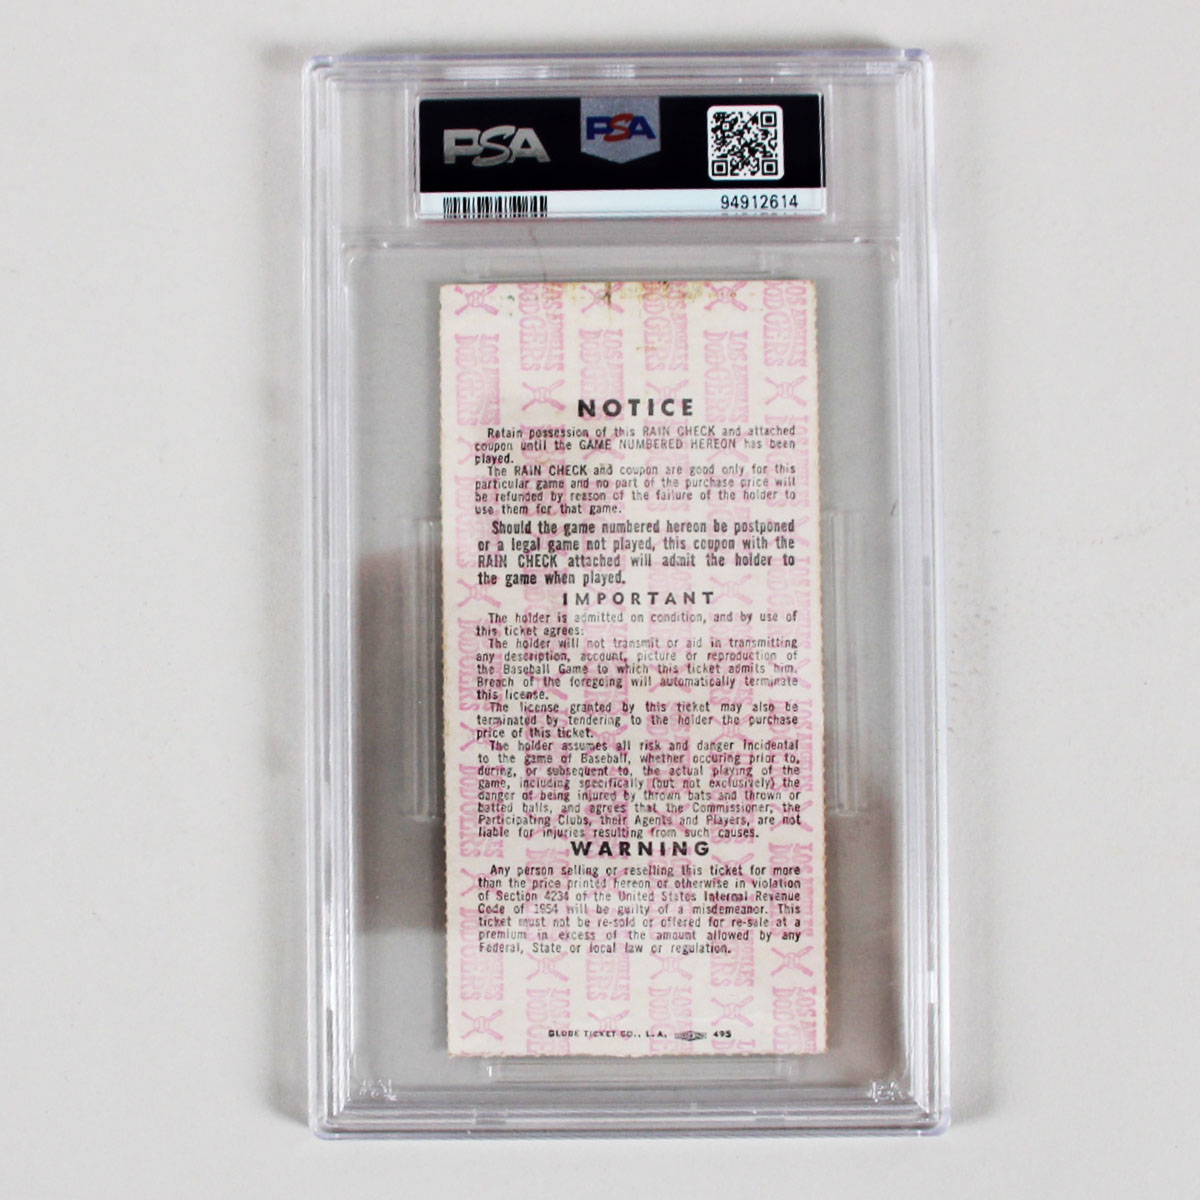 PSA
PSA
94912614
NOTICE
Retain possession of this RAIN CHECK and attached
coupon until the GAME NUMBERED HEREON has been
played.
The RAIN CHECK and coupon are good only for this
particular game and no part of the purchase price will
be refunded by reason of the failure of the holder to
use them for that game.
Should the game numbered hereon be postponed
or a legal game not played, this coupon with the
RAIN CHECK attached will admit the holder to
the game when played.
IMPORTANT
The holder is admitted on condition, and by use of
this ticket agrees:
The holder will not transmit or aid in transmitting
any description, account, picture or reproduction of
the Baseball Game to which this ticket admits him.
Breach of the foregoing will automatically terminate
this license.
The license granted by this ticket may also be
terminated by tendering to the holder the purchase
price of this ticket.
The holder assumes all risk and danger incidental
to the game of Baseball, whether occuring prior to,
during, or subsequent to, the actual playing of the
game, including specifically (but not exclusively) the
danger of being injured by thrown bats and thrown or
batted balls, and agrees that the Commissioner, the
Participating Clubs, their Agents and Players, are not
liable for injuries resulting from such causes.
WARNING
Any person selling or reselling this ticket for more
than the price printed hereon or otherwise in violation
of Section 4234 of the United States Internal Revenue
Code of 1954 will be guilty of a misdemeanor. This
ticket must not be re-sold or offered for re-sale at a
premium in excess of the amount allowed by any
Federal, State or local law or regulation.
GLOBE TICKET CO., L.A. 495
LOS ANGELES
DODGERS